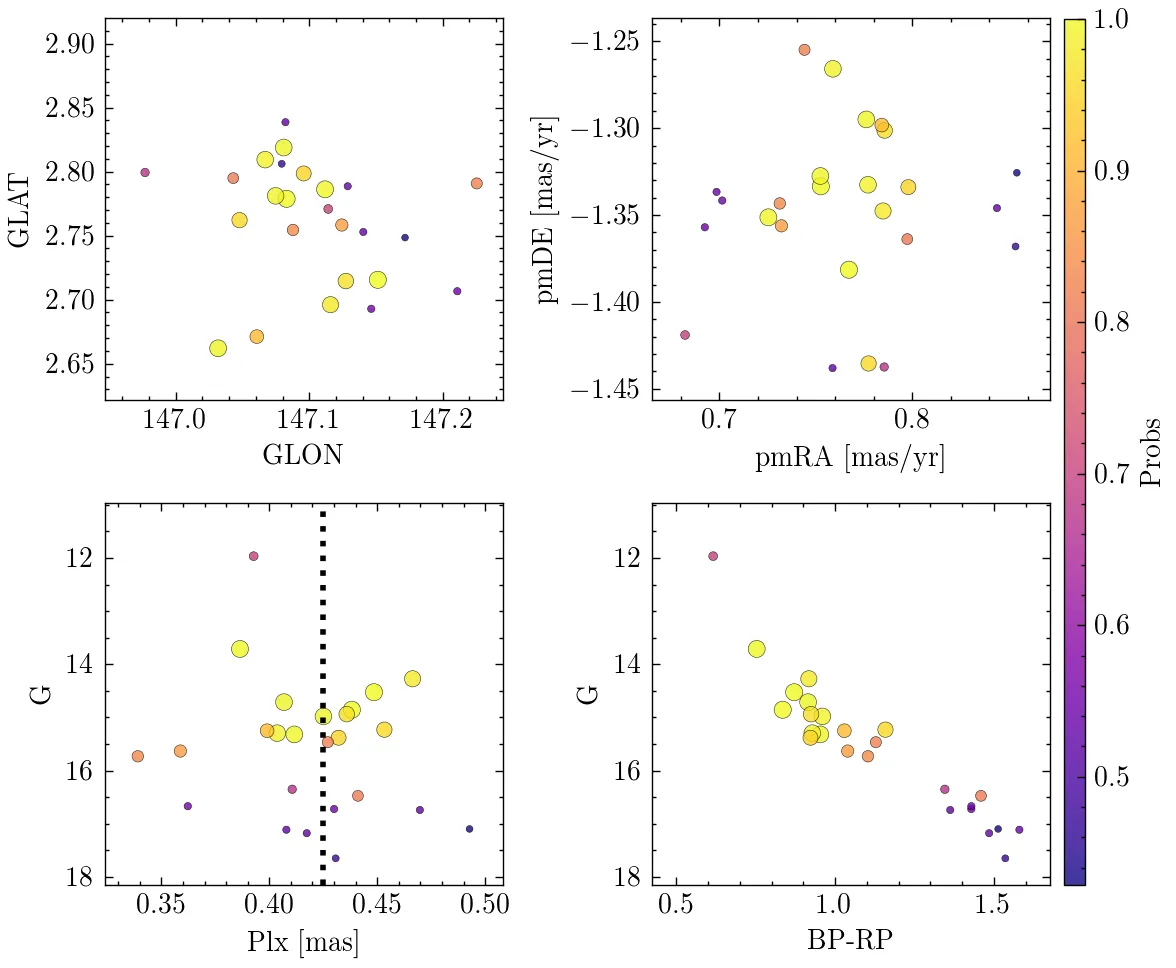 2.90
2.85
2.80
2.75
2.70
2.65
GLAT
147.0 147.1 147.2
GLON
−1.25
−1.30
−1.35
−1.40
−1.45
pmDE [mas/yr]
0.7 0.8
pmRA [mas/yr]
1.0
0.9
0.8
0.7
0.6
0.5
Probs
12
14
16
18
G
0.35 0.40 0.45 0.50
Plx [mas]
12
14
16
18
G
0.5 1.0 1.5
BP-RP